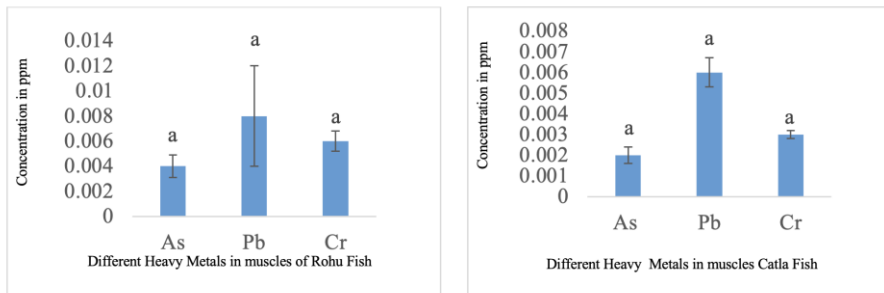 Concentration in ppm
0.014
0.012
0.01
0.008
0.006
0.004
0.002
0
a
a
a
As Pb Cr
Different Heavy Metals in muscles of Rohu Fish
Concentration in ppm
0.008
0.007
0.006
0.005
0.004
0.003
0.002
0.001
0
a
a
a
As Pb Cr
Different Heavy Metals in muscles Catla Fish